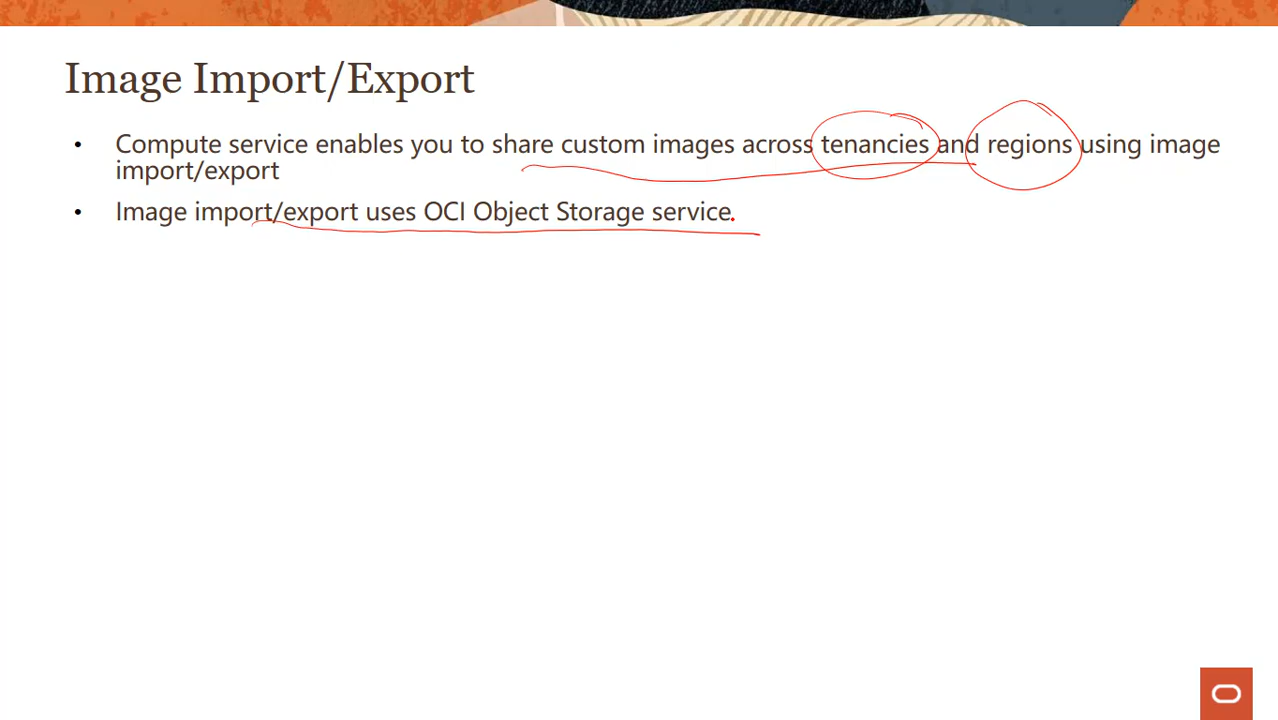 Image Import/Export
• Compute service enables you to share custom images across tenancies and regions using image
import/export
• Image import/export uses OCI Object Storage service.